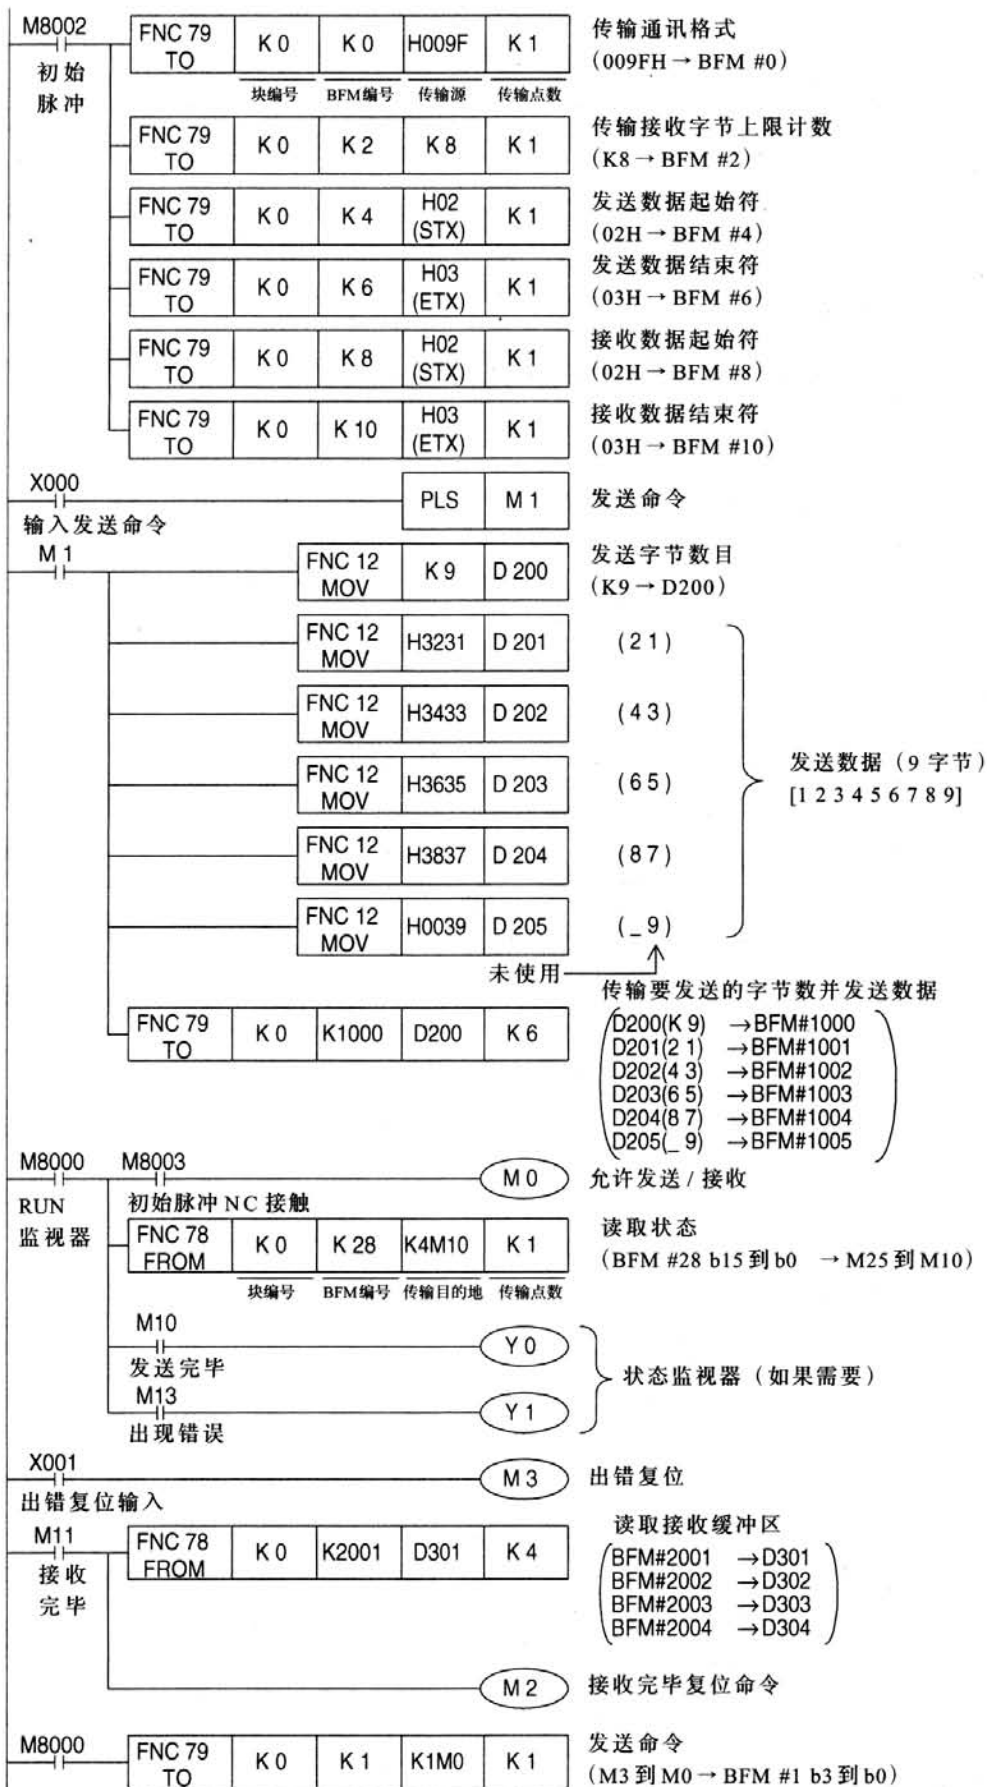 M8002
初始
脉冲
FNC 79
TO
K 0
K 0
H009F
K 1
传输通讯格式
(009FH → BFM #0)
块编号
BFM编号
传输源
传输点数
FNC 79
TO
K 0
K 2
K 8
K 1
传输接收字节上限计数
(K8 → BFM #2)
FNC 79
TO
K 0
K 4
H02
(STX)
K 1
发送数据起始符
(02H → BFM #4)
FNC 79
TO
K 0
K 6
H03
(ETX)
K 1
发送数据结束符
(03H → BFM #6)
FNC 79
TO
K 0
K 8
H02
(STX)
K 1
接收数据起始符
(02H → BFM #8)
FNC 79
TO
K 0
K 10
H03
(ETX)
K 1
接收数据结束符
(03H → BFM #10)
X000
输入发送命令
PLS
M 1
发送命令
M 1
FNC 12
MOV
K 9
D 200
发送字节数目
(K9 → D200)
FNC 12
MOV
H3231
D 201
(2 1)
FNC 12
MOV
H3433
D 202
(4 3)
FNC 12
MOV
H3635
D 203
(6 5)
FNC 12
MOV
H3837
D 204
(8 7)
FNC 12
MOV
H0039
D 205
(_ 9)
发送数据（9 字节）
[1 2 3 4 5 6 7 8 9]
未使用
FNC 79
TO
K 0
K1000
D200
K 6
传输要发送的字节数并发送数据
D200(K 9) →BFM#1000
D201(2 1) →BFM#1001
D202(4 3) →BFM#1002
D203(6 5) →BFM#1003
D204(8 7) →BFM#1004
D205(_ 9) →BFM#1005
M8000
RUN
监视器
M8003
初始脉冲 NC 接触
M 0
允许发送 / 接收
FNC 78
FROM
K 0
K 28
K4M10
K 1
读取状态
(BFM #28 b15 到 b0 → M25 到 M10)
块编号
BFM编号
传输目的地
传输点数
M10
发送完毕
Y 0
M13
出现错误
Y 1
状态监视器（如果需要）
X001
出错复位输入
M 3
出错复位
M11
接收
完毕
FNC 78
FROM
K 0
K2001
D301
K 4
读取接收缓冲区
BFM#2001 →D301
BFM#2002 →D302
BFM#2003 →D303
BFM#2004 →D304
M 2
接收完毕复位命令
M8000
FNC 79
TO
K 0
K 1
K1M0
K 1
发送命令
(M3 到 M0 → BFM #1 b3 到 b0)